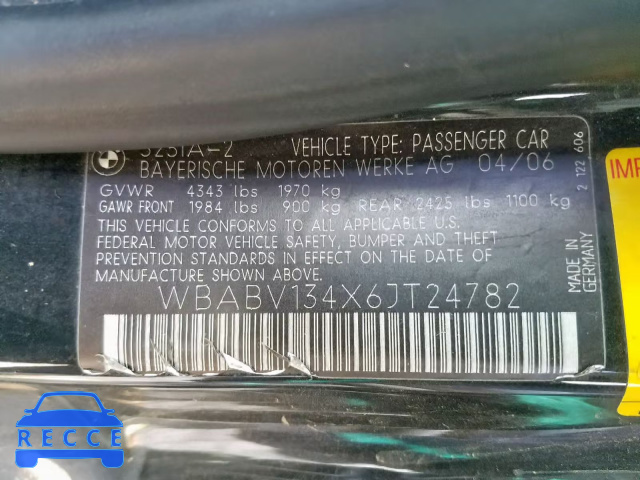 325IA-2 VEHICLE TYPE: PASSENGER CAR
BAYERISCHE MOTOREN WERKE AG 04/06
GVWR 4343 lbs 1970 kg
GAWR FRONT 1984 lbs 900 kg REAR 2425 lbs 1100 kg
THIS VEHICLE CONFORMS TO ALL APPLICABLE U.S.
FEDERAL MOTOR VEHICLE SAFETY, BUMPER AND THEFT
PREVENTION STANDARDS IN EFFECT ON THE DATE OF
MANUFACTURE SHOWN ABOVE.
WBABV134X6JT24782
2 122 606
MADE IN
GERMANY
RECCE